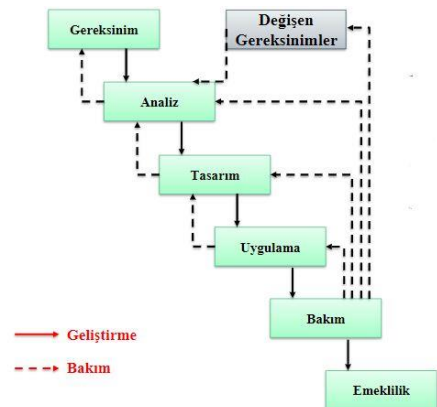 Gereksinim
Değişen
Gereksinimler
Analiz
Tasarım
Uygulama
Bakım
Geliştirme
Bakım
Emeklilik